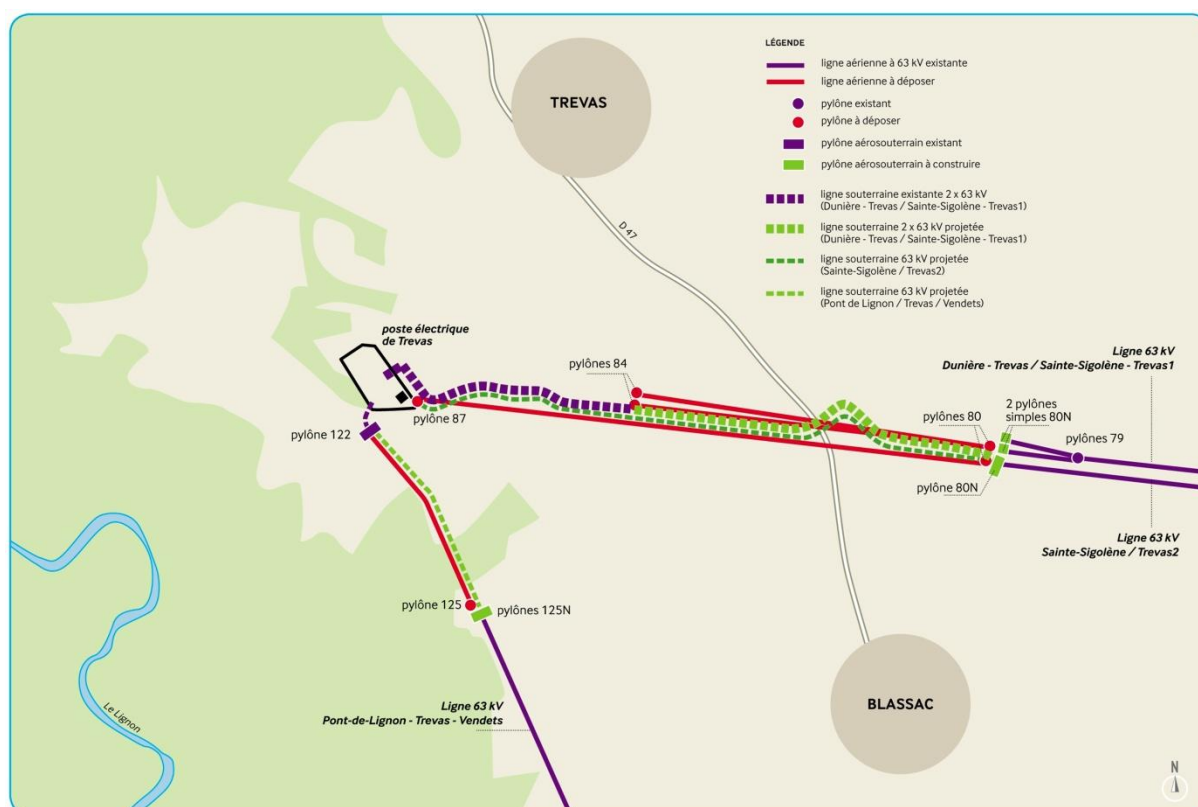 TREVAS
LÉGENDE
ligne aérienne à 63 kV existante
ligne aérienne à déposer
pylône existant
pylône à déposer
pylône aérosouterrain existant
pylône aérosouterrain à construire
ligne souterraine existante 2 x 63 kV
(Dunière - Trevas / Sainte-Sigolène - Trevas1)
ligne souterraine 2 x 63 kV projetée
(Dunière - Trevas / Sainte-Sigolène - Trevas1)
ligne souterraine 63 kV projetée
(Sainte-Sigolène / Trevas2)
ligne souterraine 63 kV projetée
(Pont de Lignon / Trevas / Vendets)
D 47
poste électrique
de Trevas
pylônes 84
Ligne 63 kV
Dunière - Trevas / Sainte-Sigolène - Trevas1
pylône 87
pylône 122
pylônes 80
2 pylônes
simples 80N
pylônes 79
pylône 80N
Ligne 63 kV
Sainte-Sigolène / Trevas2
pylône 125
pylônes 125N
Ligne 63 kV
Pont-de-Lignon - Trevas - Vendets
BLASSAC
Le Lignon
N